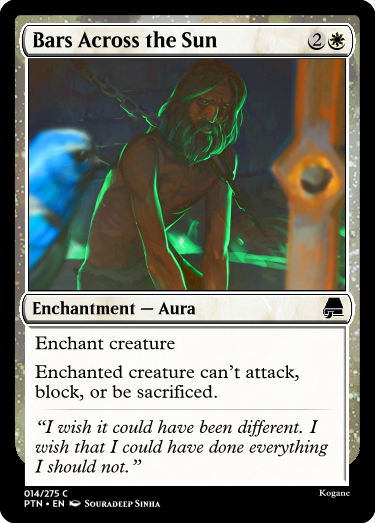 Bars Across the Sun 2
Enchantment — Aura
Enchant creature
Enchanted creature can't attack,
block, or be sacrificed.
“I wish it could have been different. I
wish that I could have done everything
I should not.”
014/275 C Kogane
PTN • EN Souradeep Sinha